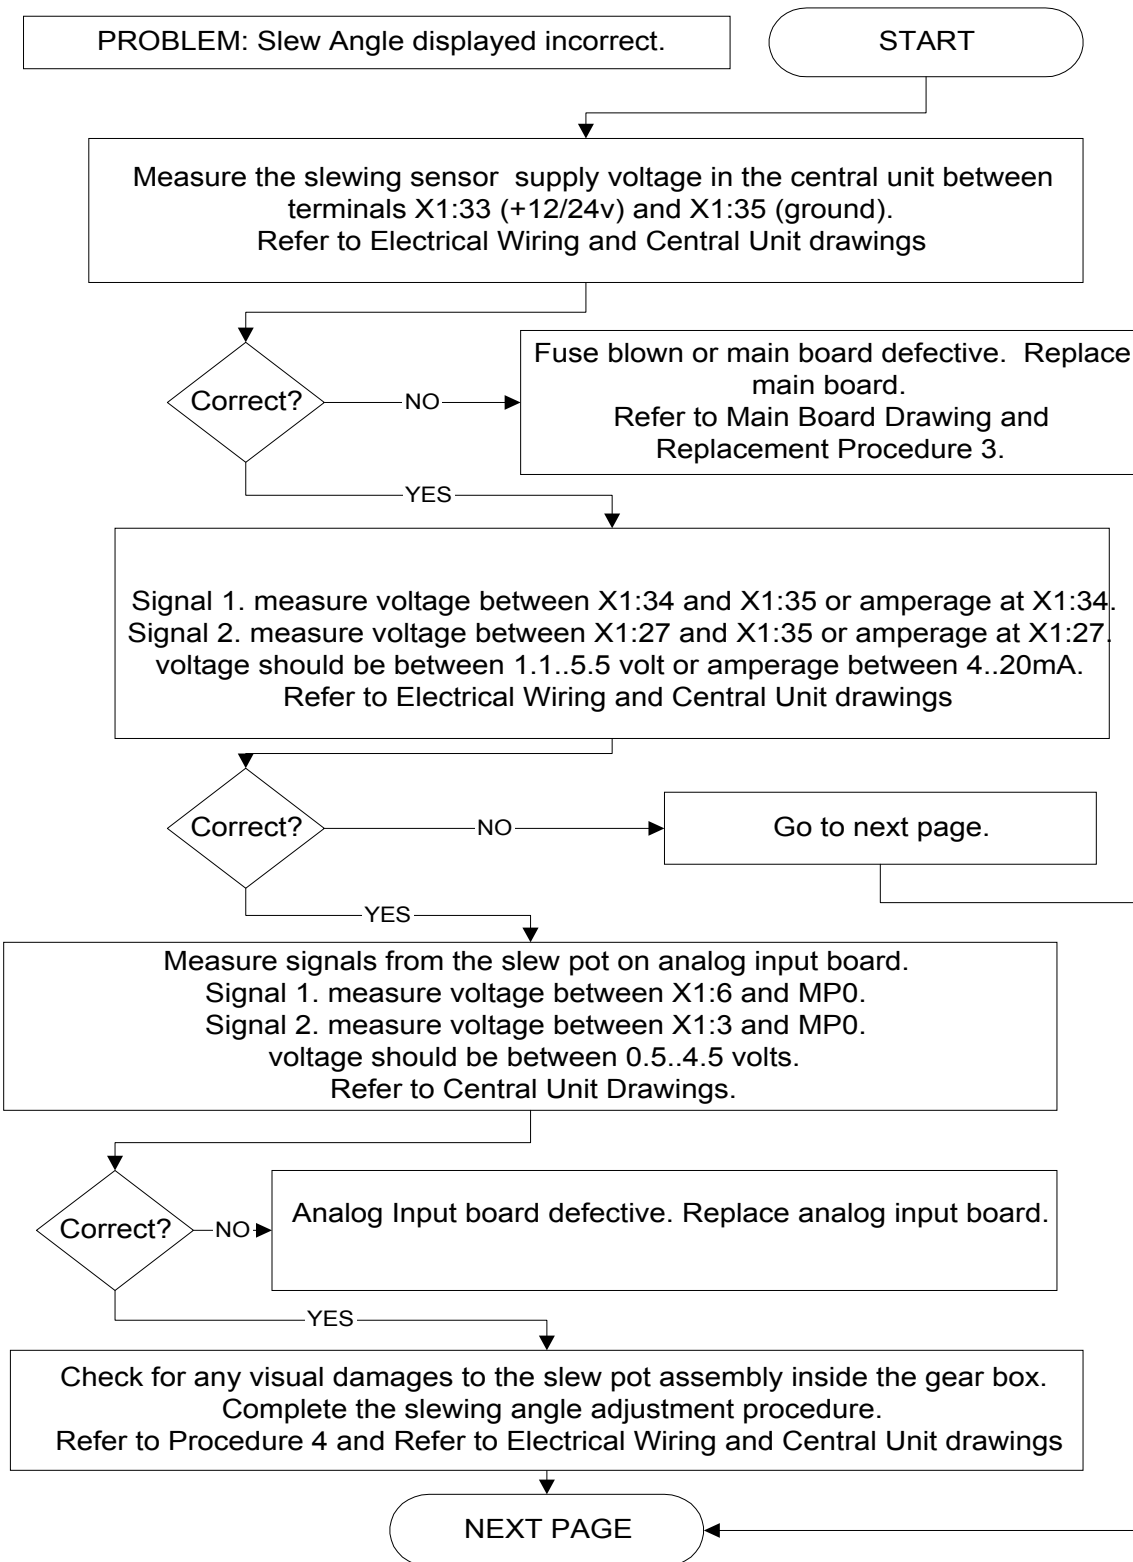 PROBLEM: Slew Angle displayed incorrect.
START
Measure the slewing sensor supply voltage in the central unit between
terminals X1:33 (+12/24v) and X1:35 (ground).
Refer to Electrical Wiring and Central Unit drawings
Correct?
NO
Fuse blown or main board defective. Replace
main board.
Refer to Main Board Drawing and
Replacement Procedure 3.
YES
Signal 1. measure voltage between X1:34 and X1:35 or amperage at X1:34.
Signal 2. measure voltage between X1:27 and X1:35 or amperage at X1:27.
voltage should be between 1.1..5.5 volt or amperage between 4..20mA.
Refer to Electrical Wiring and Central Unit drawings
Correct?
NO
Go to next page.
YES
Measure signals from the slew pot on analog input board.
Signal 1. measure voltage between X1:6 and MP0.
Signal 2. measure voltage between X1:3 and MP0.
voltage should be between 0.5..4.5 volts.
Refer to Central Unit Drawings.
Correct?
NO
Analog Input board defective. Replace analog input board.
YES
Check for any visual damages to the slew pot assembly inside the gear box.
Complete the slewing angle adjustment procedure.
Refer to Procedure 4 and Refer to Electrical Wiring and Central Unit drawings
NEXT PAGE